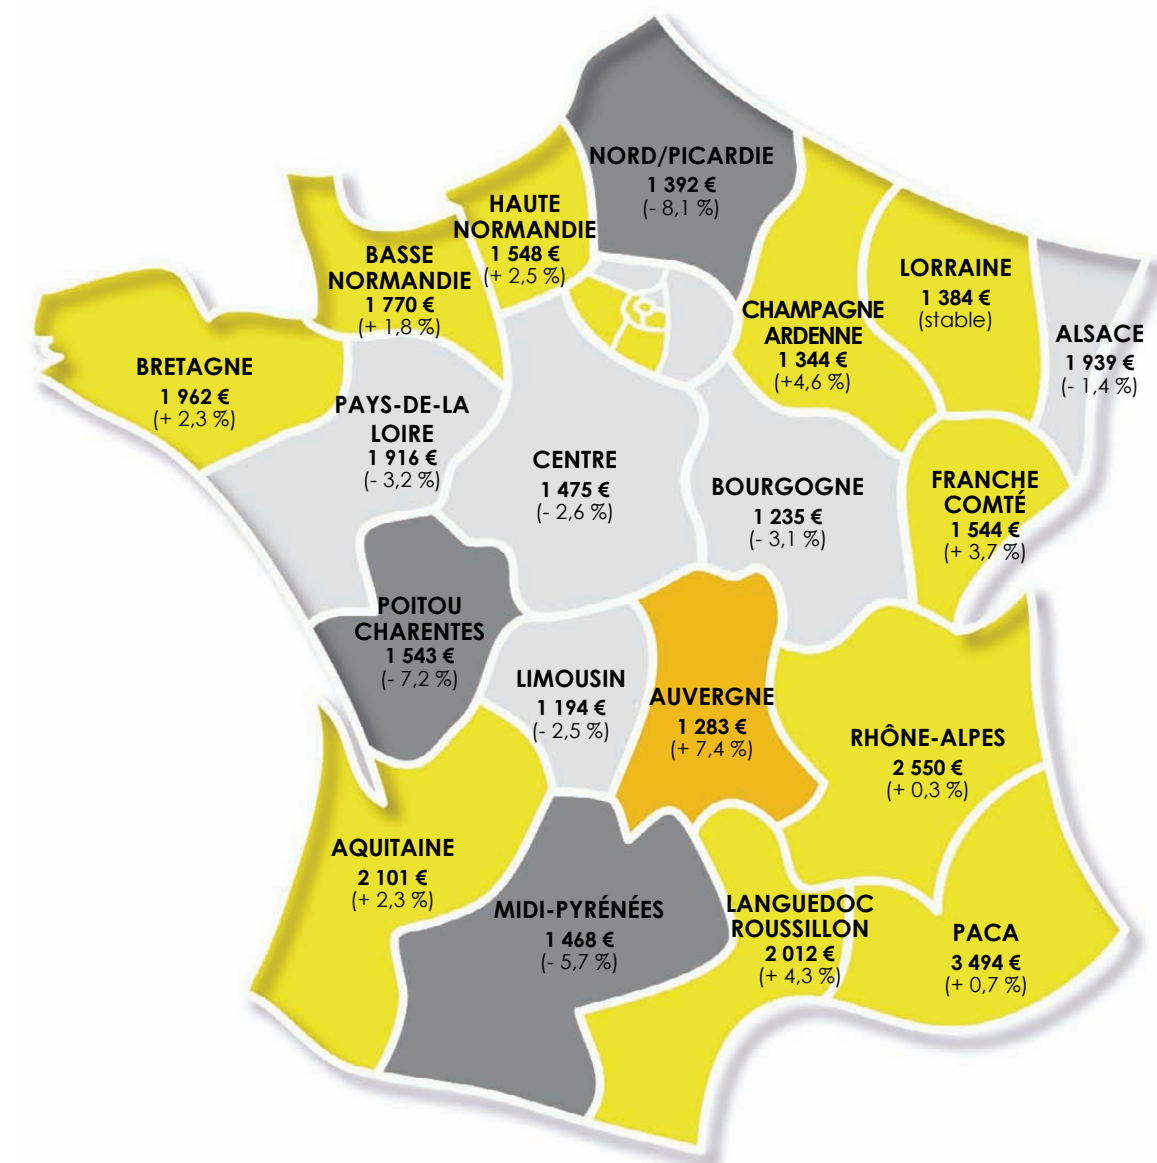 NORD/PICARDIE
1 392 €
(- 8,1 %)
HAUTE
NORMANDIE
1 548 €
(+ 2,5 %)
BASSE
NORMANDIE
1 770 €
(+ 1,8 %)
LORRAINE
1 384 €
(stable)
CHAMPAGNE
ARDENNE
1 344 €
(+4,6 %)
ALSACE
1 939 €
(- 1,4 %)
BRETAGNE
1 962 €
(+ 2,3 %)
PAYS-DE-LA
LOIRE
1 916 €
(- 3,2 %)
CENTRE
1 475 €
(- 2,6 %)
BOURGOGNE
1 235 €
(- 3,1 %)
FRANCHE
COMTÉ
1 544 €
(+ 3,7 %)
POITOU
CHARENTES
1 543 €
(- 7,2 %)
LIMOUSIN
1 194 €
(- 2,5 %)
AUVERGNE
1 283 €
(+ 7,4 %)
RHÔNE-ALPES
2 550 €
(+ 0,3 %)
AQUITAINE
2 101 €
(+ 2,3 %)
MIDI-PYRÉNÉES
1 468 €
(- 5,7 %)
LANGUEDOC
ROUSSILLON
2 012 €
(+ 4,3 %)
PACA
3 494 €
(+ 0,7 %)